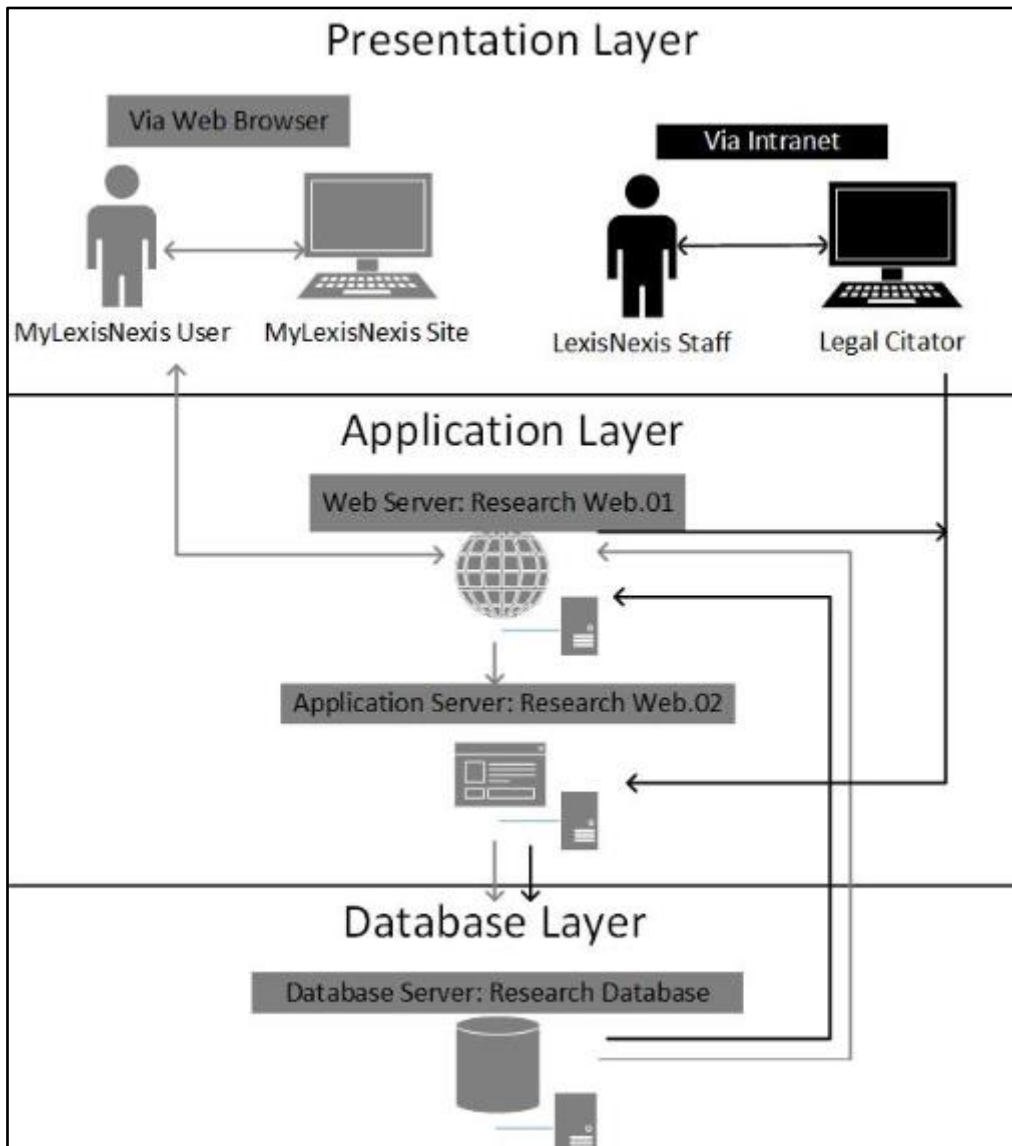 Presentation Layer
Via Web Browser
Via Intranet
MyLexisNexis User
MyLexisNexis Site
LexisNexis Staff
Legal Citator
Application Layer
Web Server: Research Web.01
Application Server: Research Web.02
Database Layer
Database Server: Research Database